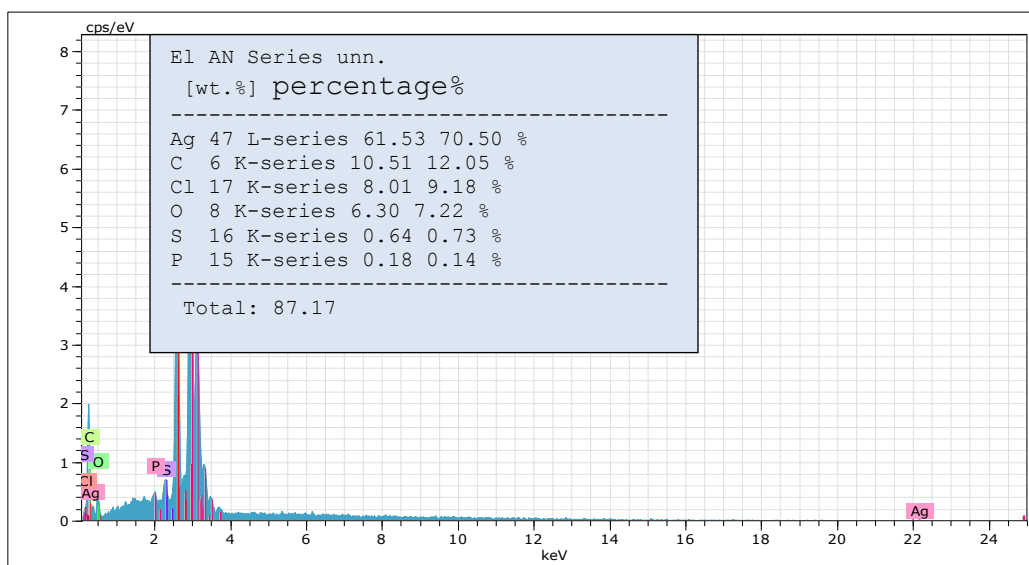 cps/eV
El AN Series unn.
[wt.%] percentage%
---------------------------------------
Ag 47 L-series 61.53 70.50 %
C 6 K-series 10.51 12.05 %
Cl 17 K-series 8.01 9.18 %
O 8 K-series 6.30 7.22 %
S 16 K-series 0.64 0.73 %
P 15 K-series 0.18 0.14 %
---------------------------------------
Total: 87.17
8
7
6
5
4
3
2
1
0
C
S
O
Cl
Ag
P
S
Ag
2 4 6 8 10 12 14 16 18 20 22 24
keV